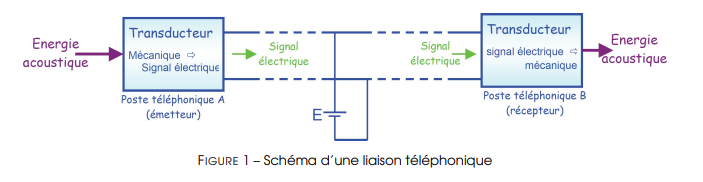 Energie
acoustique
Transducteur
Mécanique ⇨
Signal électrique
Poste téléphonique A
(émetteur)
Signal
électrique
E
Signal
électrique
Transducteur
signal électrique ⇨
mécanique
Poste téléphonique B
(récepteur)
Energie
acoustique
FIGURE 1 – Schéma d'une liaison téléphonique